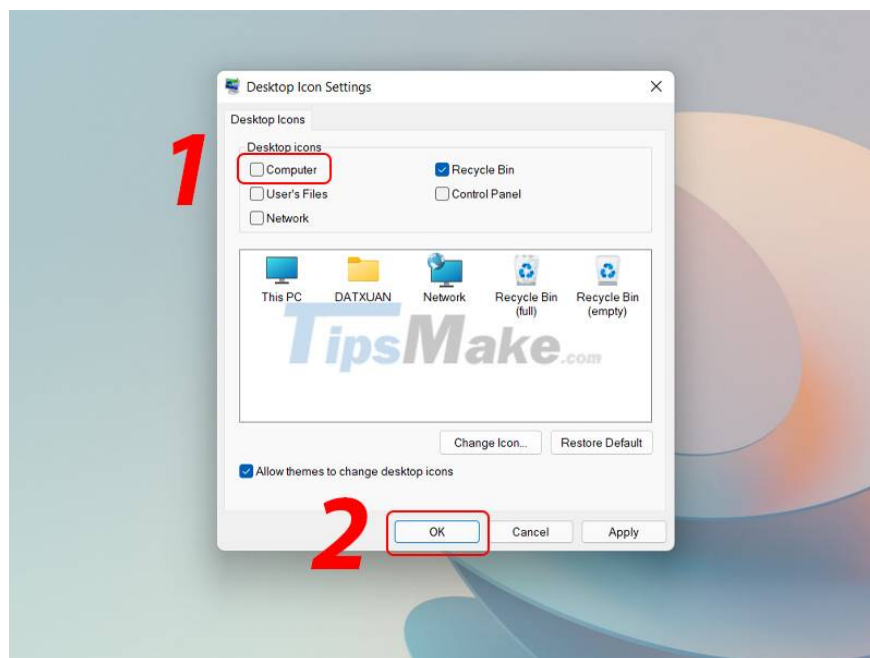 Desktop Icon Settings
Desktop Icons
1
Desktop icons
Computer
Recycle Bin
User's Files
Control Panel
Network
This PC
DATXUAN
Network
Recycle Bin (full)
Recycle Bin (empty)
TipsMake.com
Change Icon...
Restore Default
Allow themes to change desktop icons
2
OK
Cancel
Apply